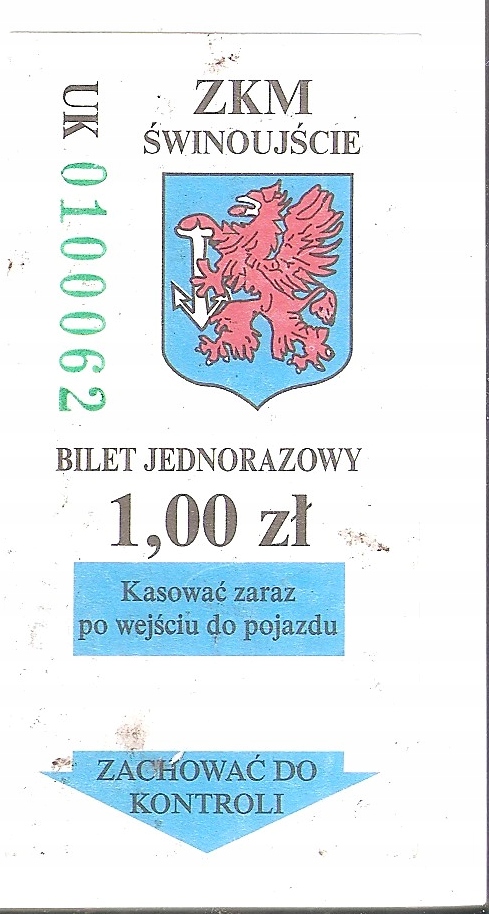 ZKM
ŚWINOUJŚCIE
UK 0100062
BILET JEDNORAZOWY
1,00 zł
Kasować zaraz
po wejściu do pojazdu
ZACHOWAĆ DO
KONTROLI